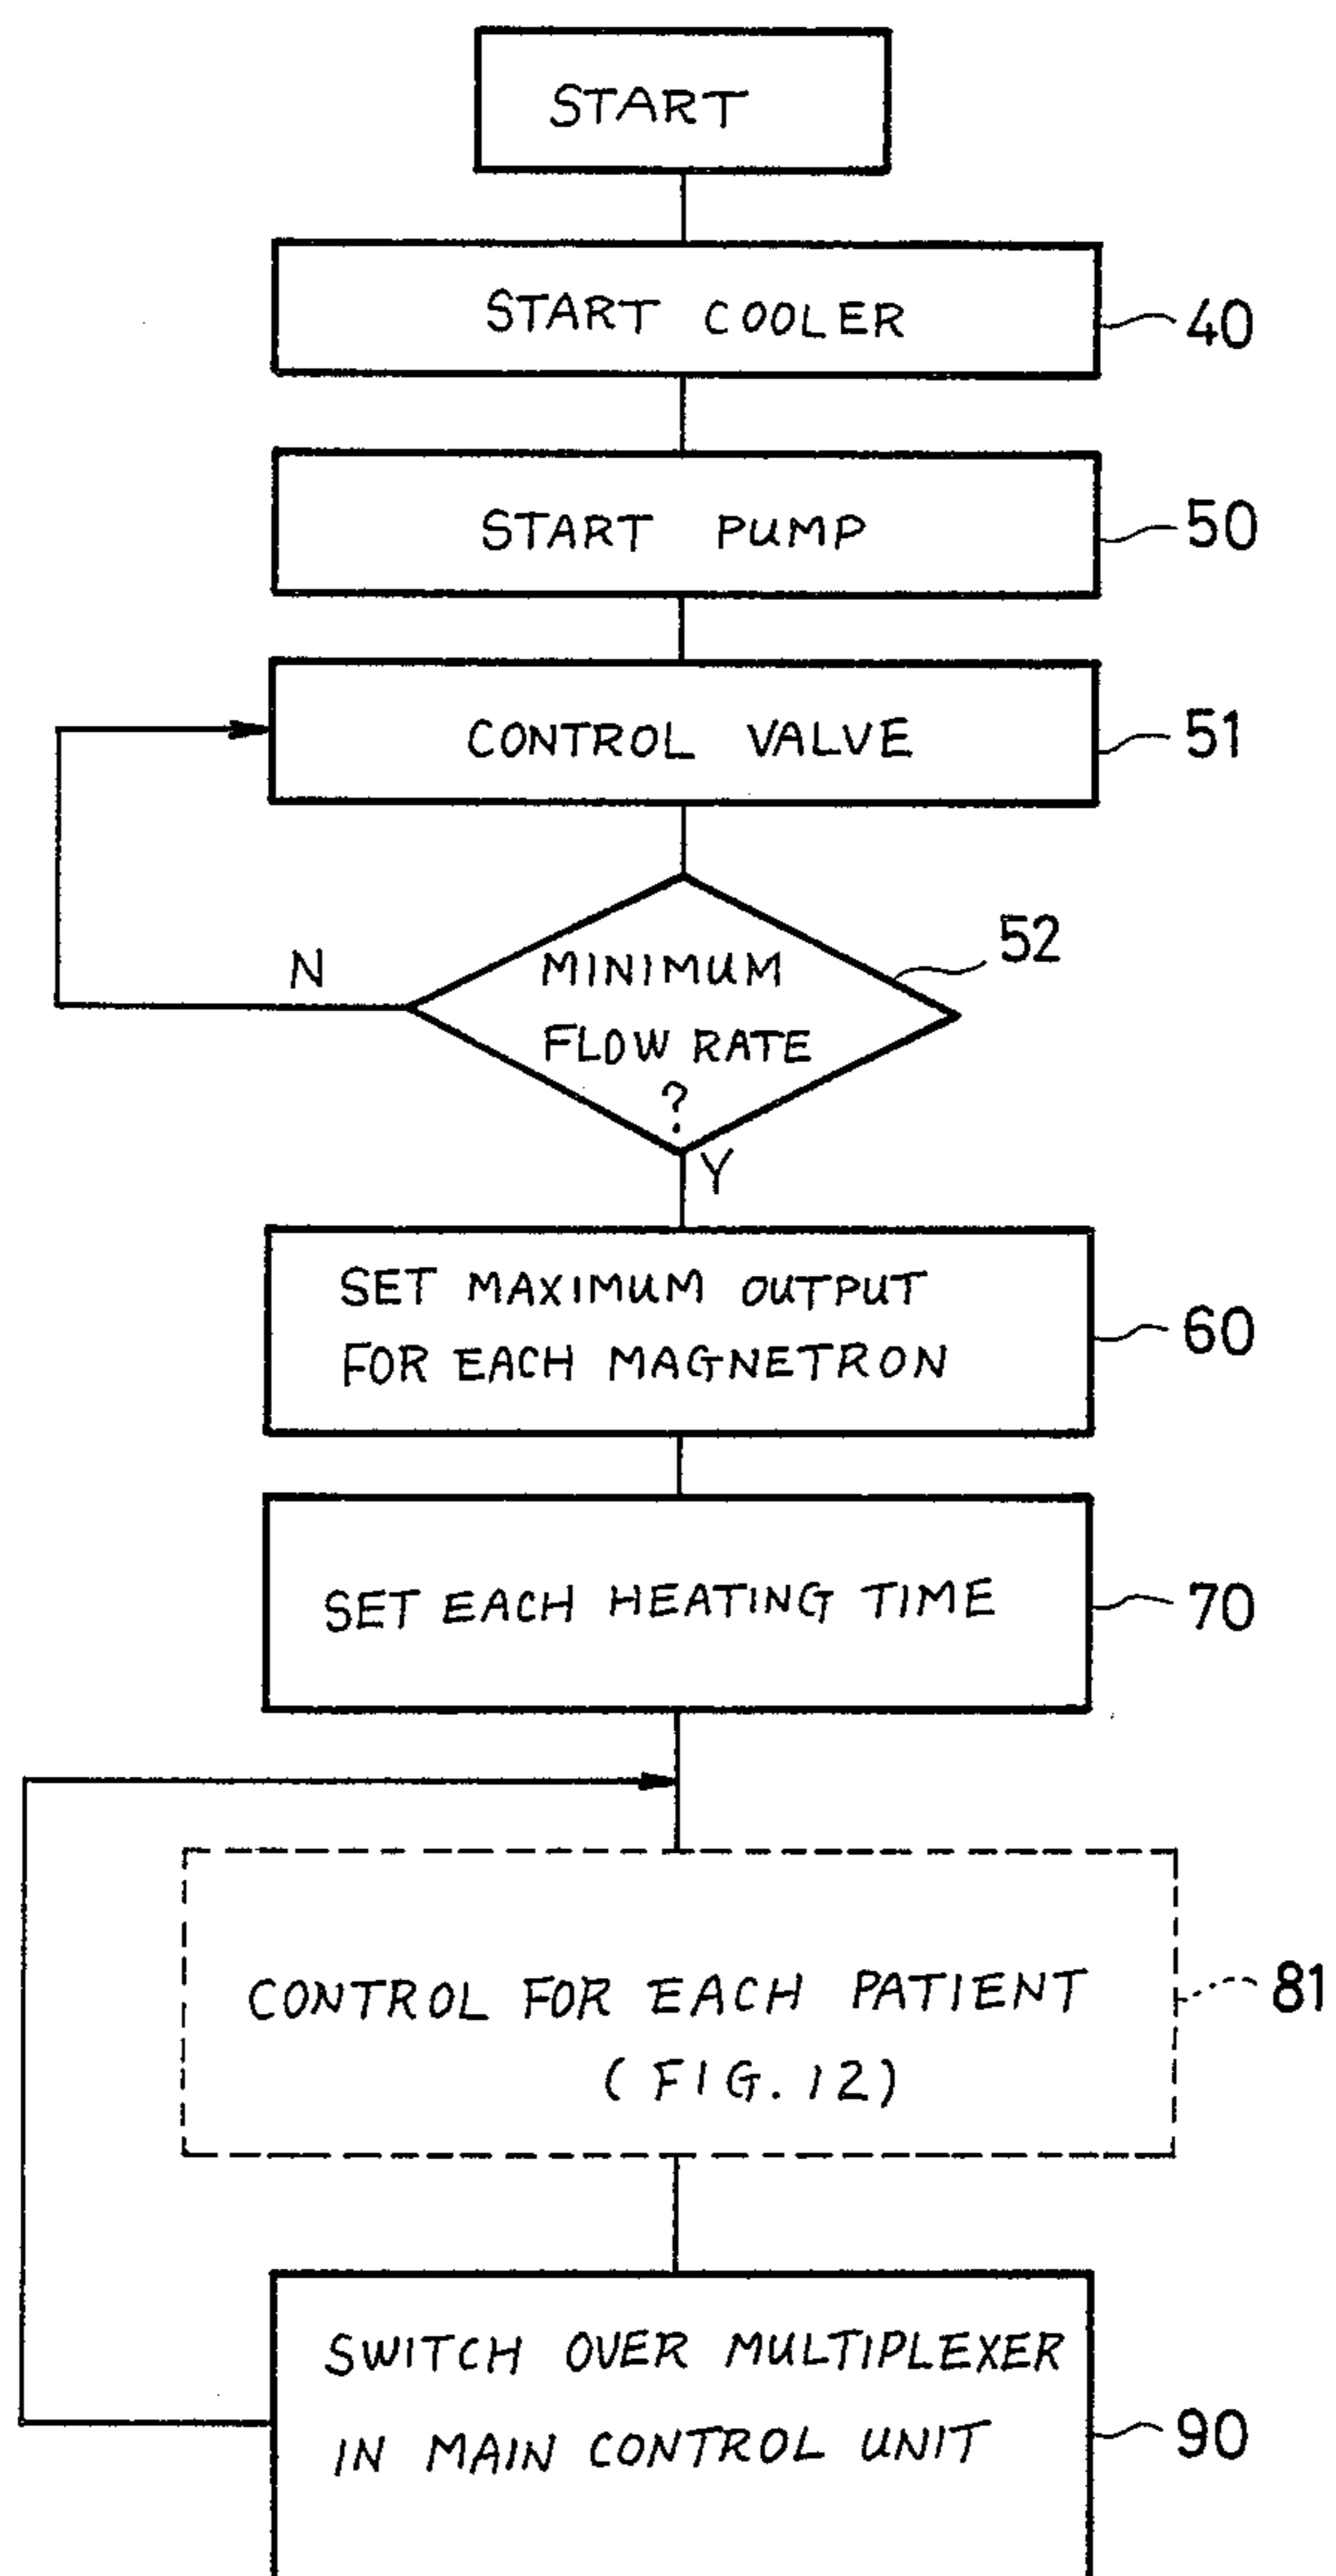 START
START COOLER
40
START PUMP
50
CONTROL VALVE
51
52
N
MINIMUM
FLOW RATE
?
Y
SET MAXIMUM OUTPUT
FOR EACH MAGNETRON
60
SET EACH HEATING TIME
70
CONTROL FOR EACH PATIENT
(FIG. 12)
81
SWITCH OVER MULTIPLEXER
IN MAIN CONTROL UNIT
90